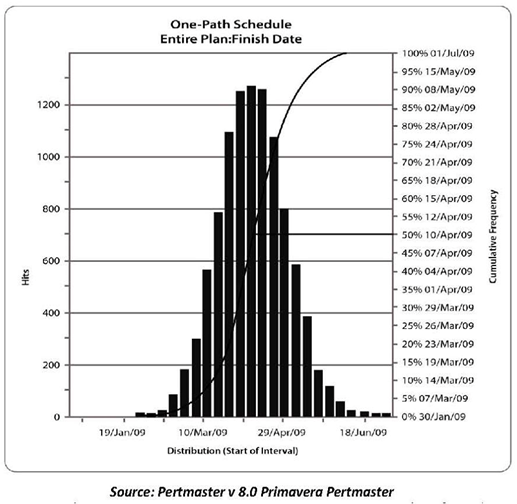 One-Path Schedule
Entire Plan:Finish Date
100% 01/Jul/09
95% 15/May/09
90% 08/May/09
85% 02/May/09
80% 28/Apr/09
75% 24/Apr/09
70% 21/Apr/09
65% 18/Apr/09
60% 15/Apr/09
55% 12/Apr/09
50% 10/Apr/09
45% 07/Apr/09
40% 04/Apr/09
35% 01/Apr/09
30% 29/Mar/09
25% 26/Mar/09
20% 23/Mar/09
15% 19/Mar/09
10% 14/Mar/09
5% 07/Mar/09
0% 30/Jan/09
Cumulative Frequency
1200
1000
800
600
400
200
0
Hits
19/Jan/09 10/Mar/09 29/Apr/09 18/Jun/09
Distribution (Start of Interval)
Source: Pertmaster v 8.0 Primavera Pertmaster